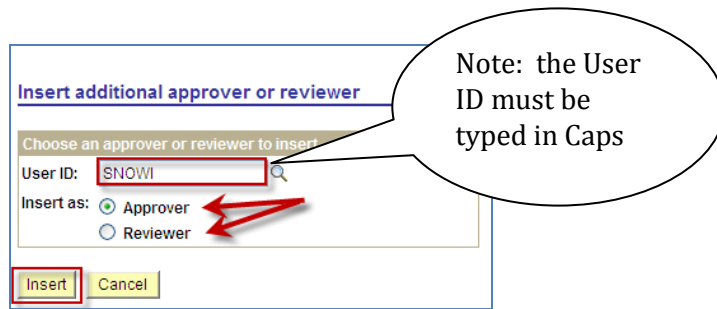 Note:  the User
ID must be
typed in Caps
Insert additional approver or reviewer
Choose an approver or reviewer to insert
User ID: SNOWI
Insert as: Approver
Reviewer
Insert Cancel